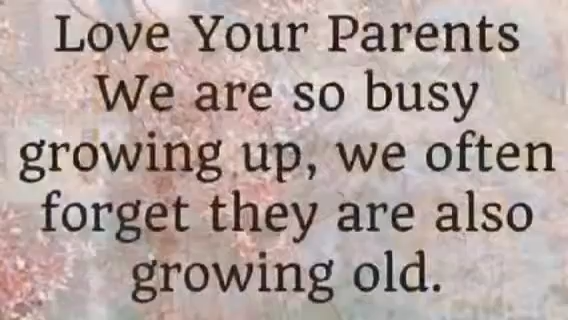 Love Your Parents
We are so busy
growing up, we often
forget they are also
growing old.